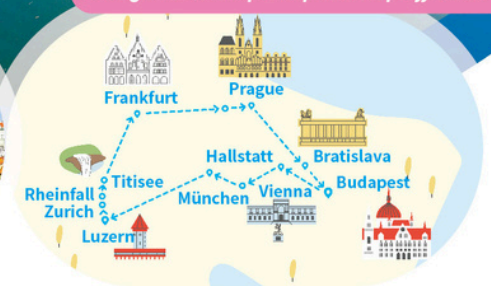 Frankfurt
Prague
Hallstatt
Bratislava
Titisee
München
Vienna
Budapest
Rheinfall
Zurich
Luzern